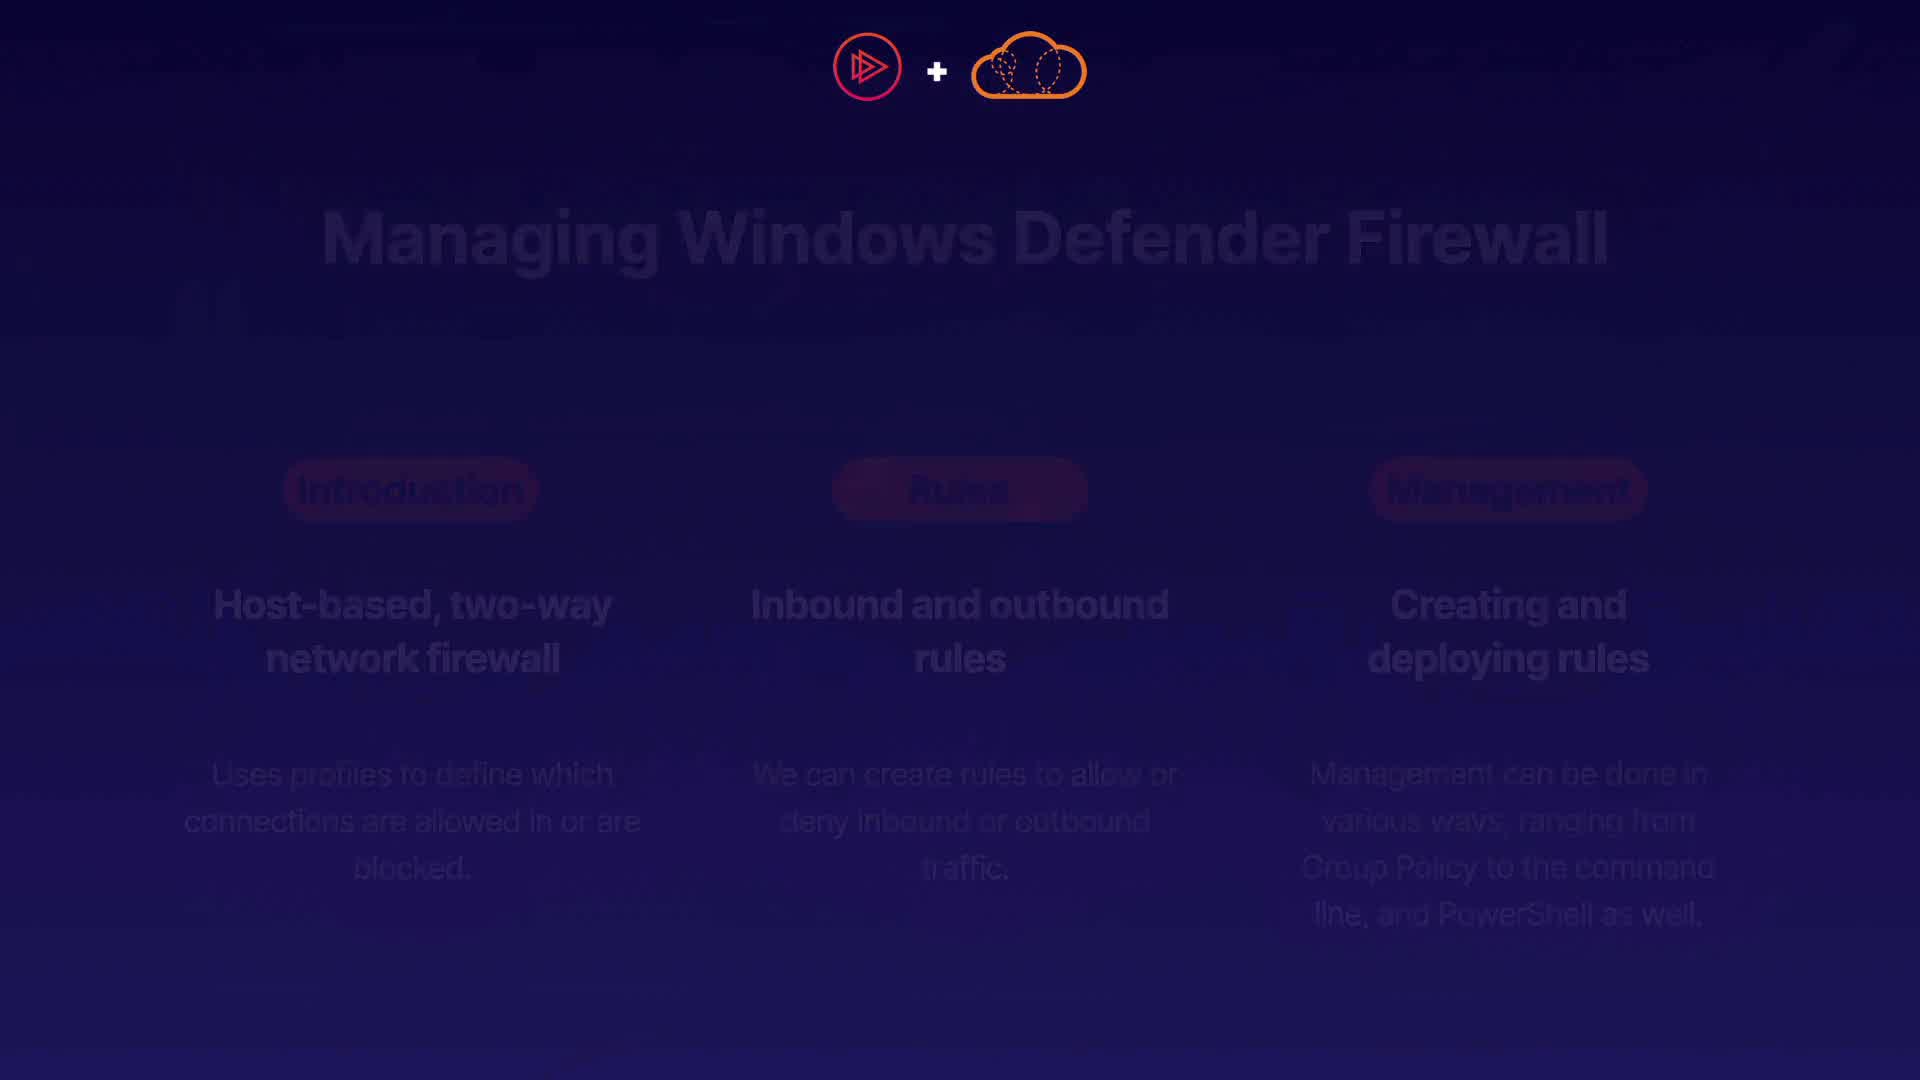 Managing Windows Defender Firewall
Introduction
Rules
Management
Host-based, two-way
network firewall
Inbound and outbound
rules
Creating and
deploying rules
Uses profiles to define which
connections are allowed in or are
blocked.
We can create rules to allow or
deny inbound or outbound
traffic.
Management can be done in
various ways, ranging from
Group Policy to the command
line, and PowerShell as well.